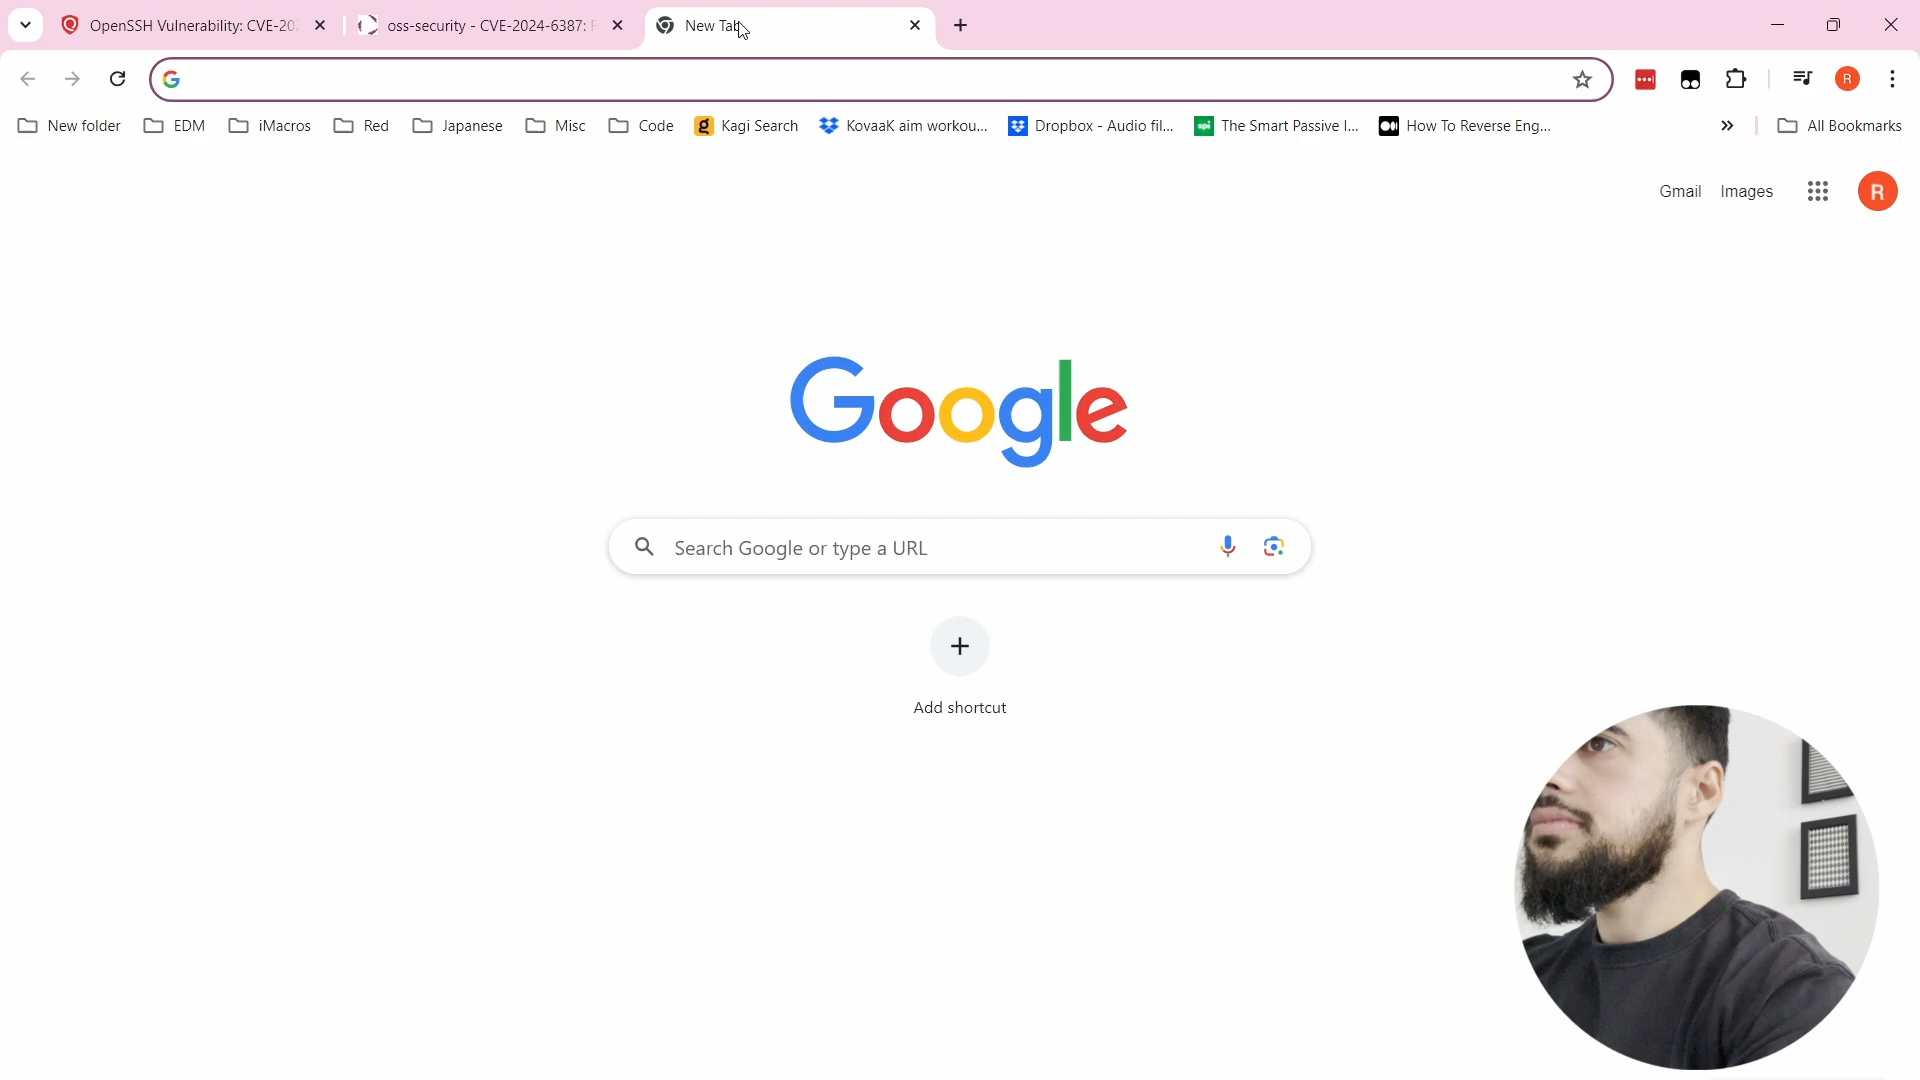 OpenSSH Vulnerability: CVE-20
oss-security - CVE-2024-6387: R
New Tab
New folder
EDM
iMacros
Red
Japanese
Misc
Code
Kagi Search
KovaaK aim workou...
Dropbox - Audio fil...
The Smart Passive I...
How To Reverse Eng...
All Bookmarks
Gmail
Images
R
R
Google
Search Google or type a URL
Add shortcut